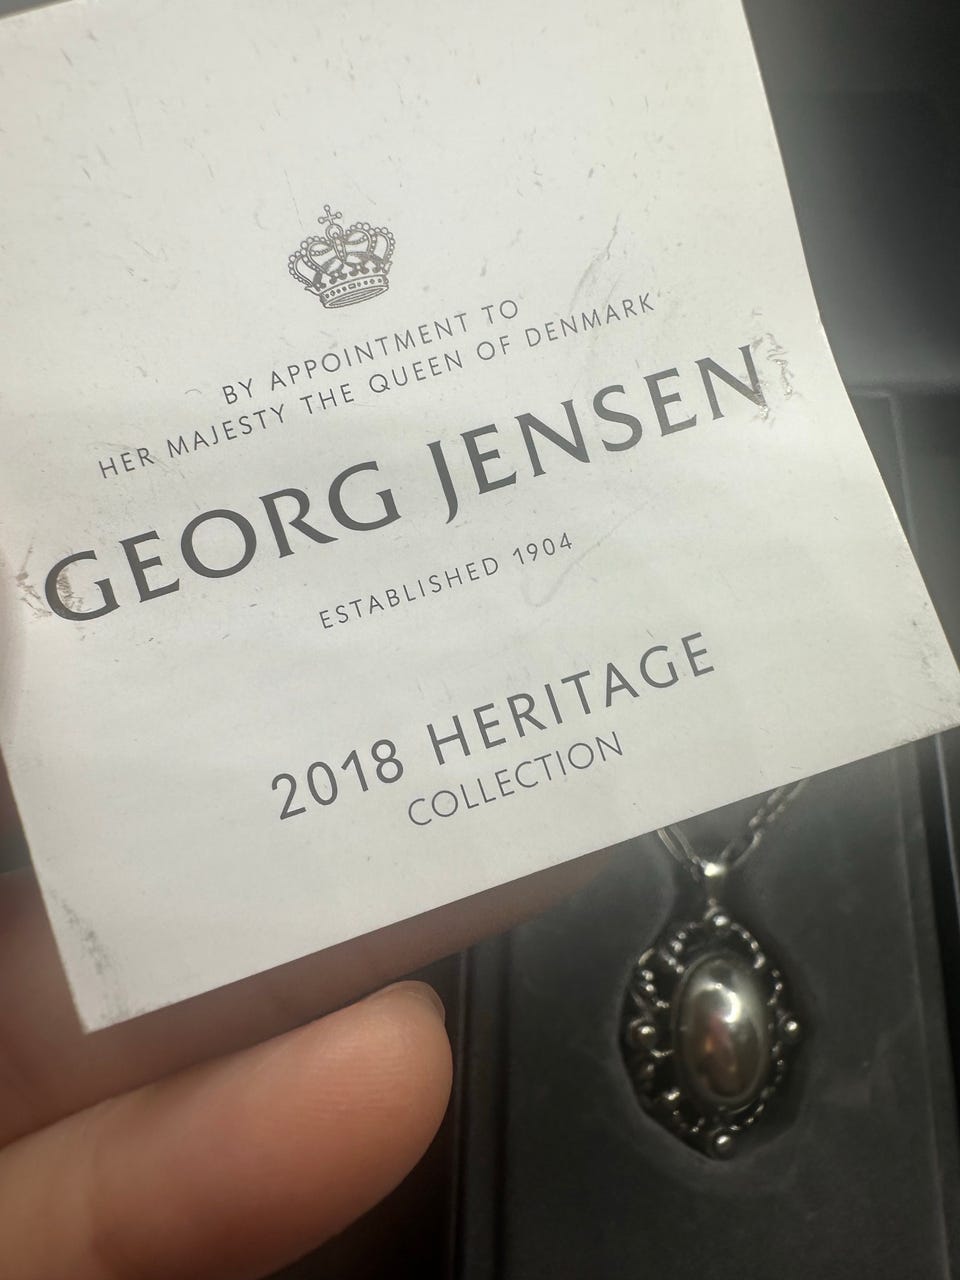 BY APPOINTMENT TO
HER MAJESTY THE QUEEN OF DENMARK
GEORG JENSEN
ESTABLISHED 1904
2018 HERITAGE
COLLECTION